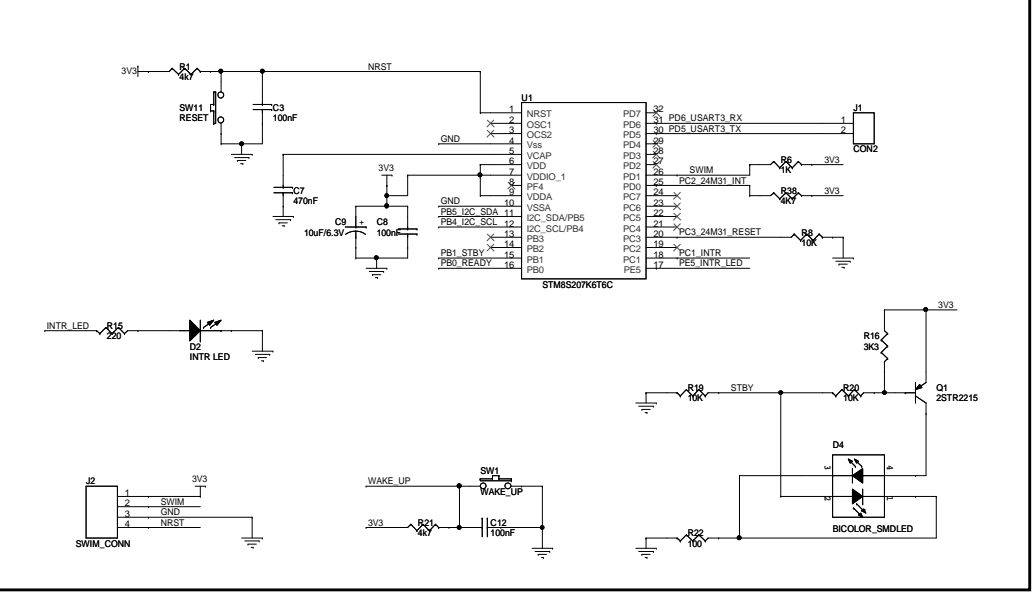 3V3
R1
4k7
NRST
SW11
RESET
C3
100nF
U1
STM8S207K6T6C
1 NRST
2 OSC1
3 OCS2
GND 4 Vss
5 VCAP
6 VDD
7 VDDIO_1
8 PF4
9 VDDA
GND 10 VSSA
PB5_I2C_SDA 11 I2C_SDA/PB5
PB4_I2C_SCL 12 I2C_SCL/PB4
13 PB3
14 PB2
PB1_STBY 15 PB1
PB0_READY 16 PB0
PD7 32
PD6 31 PD6_USART3_RX
PD5 30 PD5_USART3_TX
PD4 29
PD3 28
PD2 27
PD1 26 SWIM
PD0 25 PC2_24M31_INT
PC7 24
PC6 23
PC5 22
PC4 21
PC3 20 PC3_24M31_RESET
PC2 19
PC1 18 PC1_INTR
PE5 17 PE5_INTR_LED
J1
1
2
CON2
R6
1K
3V3
R38
4K7
3V3
R8
10K
C7
470nF
3V3
C9
10uF/6.3V
+
C8
100nF
INTR_LED
R15
220
D2
INTR LED
3V3
R16
3K3
R19
10K
STBY
R20
10K
Q1
2STR2215
D4
3
4
2
1
BICOLOR_SMDLED
R22
100
J2
3V3
1
2 SWIM
3 GND
4 NRST
SWIM_CONN
WAKE_UP
SW1
WAKE_UP
3V3
R21
4k7
C12
100nF